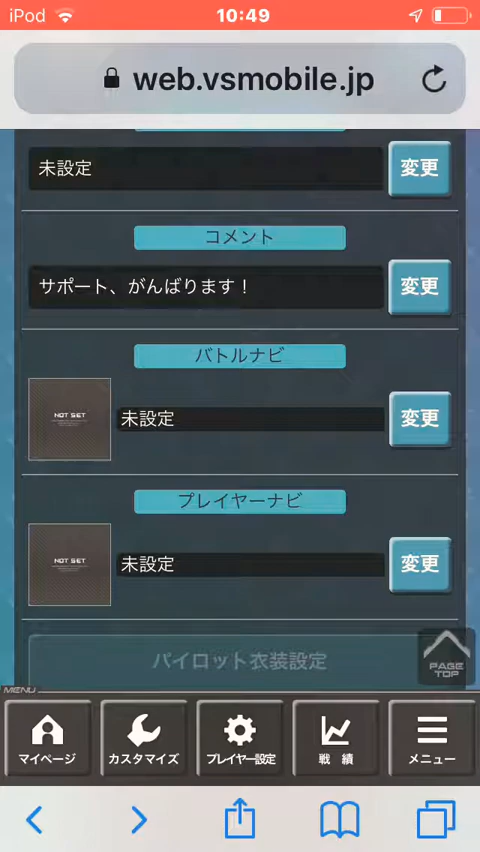 iPod 10:49
web.vsmobile.jp
未設定 変更
コメント
サポート、がんばります！ 変更
バトルナビ
NOT SET
未設定 変更
プレイヤーナビ
NOT SET
未設定 変更
パイロット衣装設定
PAGE TOP
MENU
マイページ カスタマイズ プレイヤー設定 戦績 メニュー